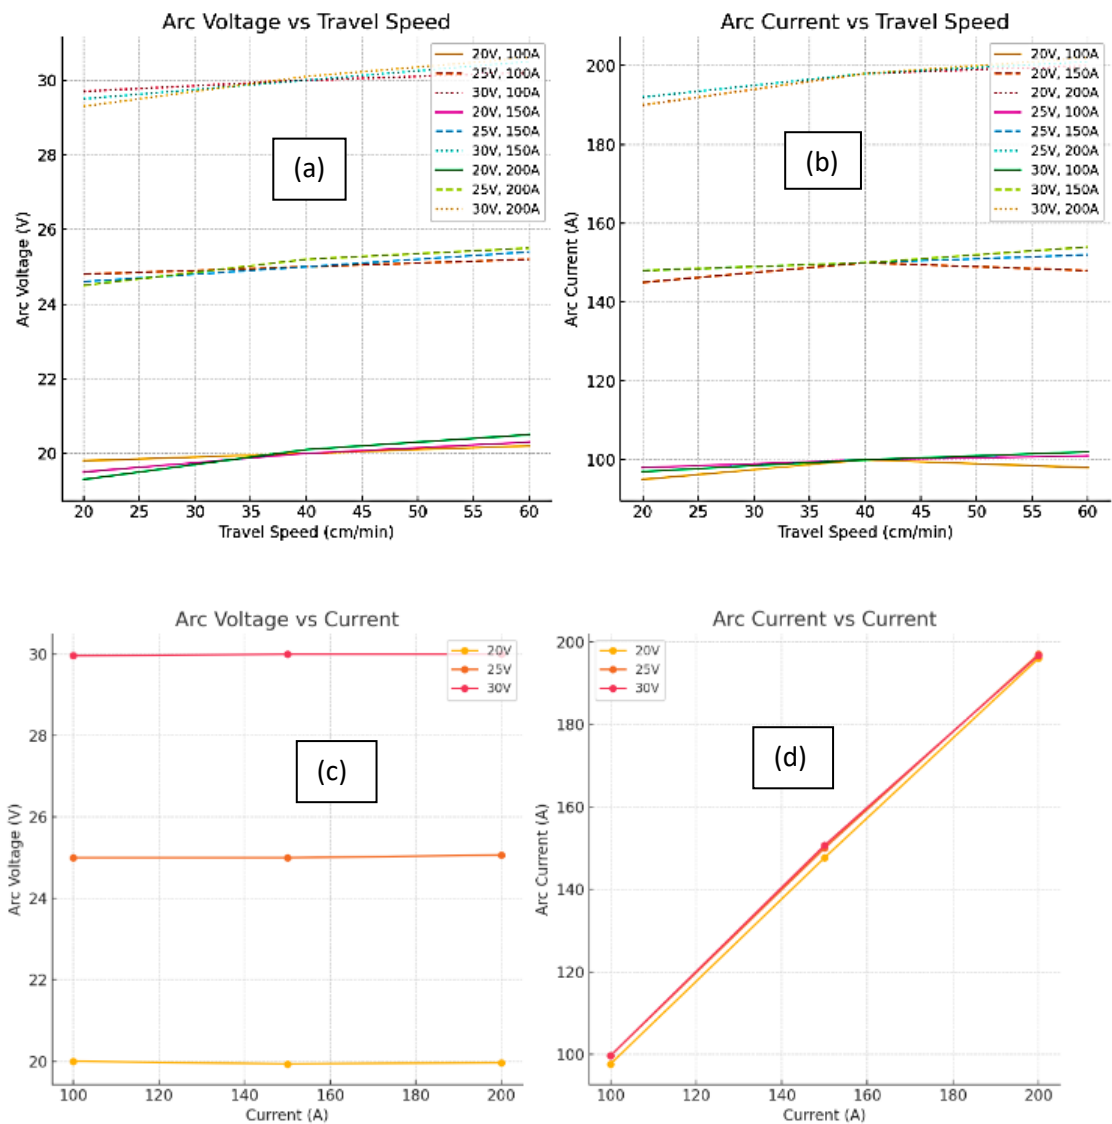 Arc Voltage vs Travel Speed
Arc Voltage (V)
30
28
26
24
22
20
20V, 100A
25V, 100A
30V, 100A
20V, 150A
25V, 150A
30V, 150A
20V, 200A
25V, 200A
30V, 200A
(a)
20 25 30 35 40 45 50 55 60
Travel Speed (cm/min)
Arc Current vs Travel Speed
Arc Current (A)
200
180
160
140
120
100
20V, 100A
20V, 150A
20V, 200A
25V, 100A
25V, 150A
25V, 200A
30V, 100A
30V, 150A
30V, 200A
(b)
20 25 30 35 40 45 50 55 60
Travel Speed (cm/min)
Arc Voltage vs Current
Arc Voltage (V)
30
28
26
24
22
20
20V
25V
30V
(c)
100 120 140 160 180 200
Current (A)
Arc Current vs Current
Arc Current (A)
200
180
160
140
120
100
20V
25V
30V
(d)
100 120 140 160 180 200
Current (A)